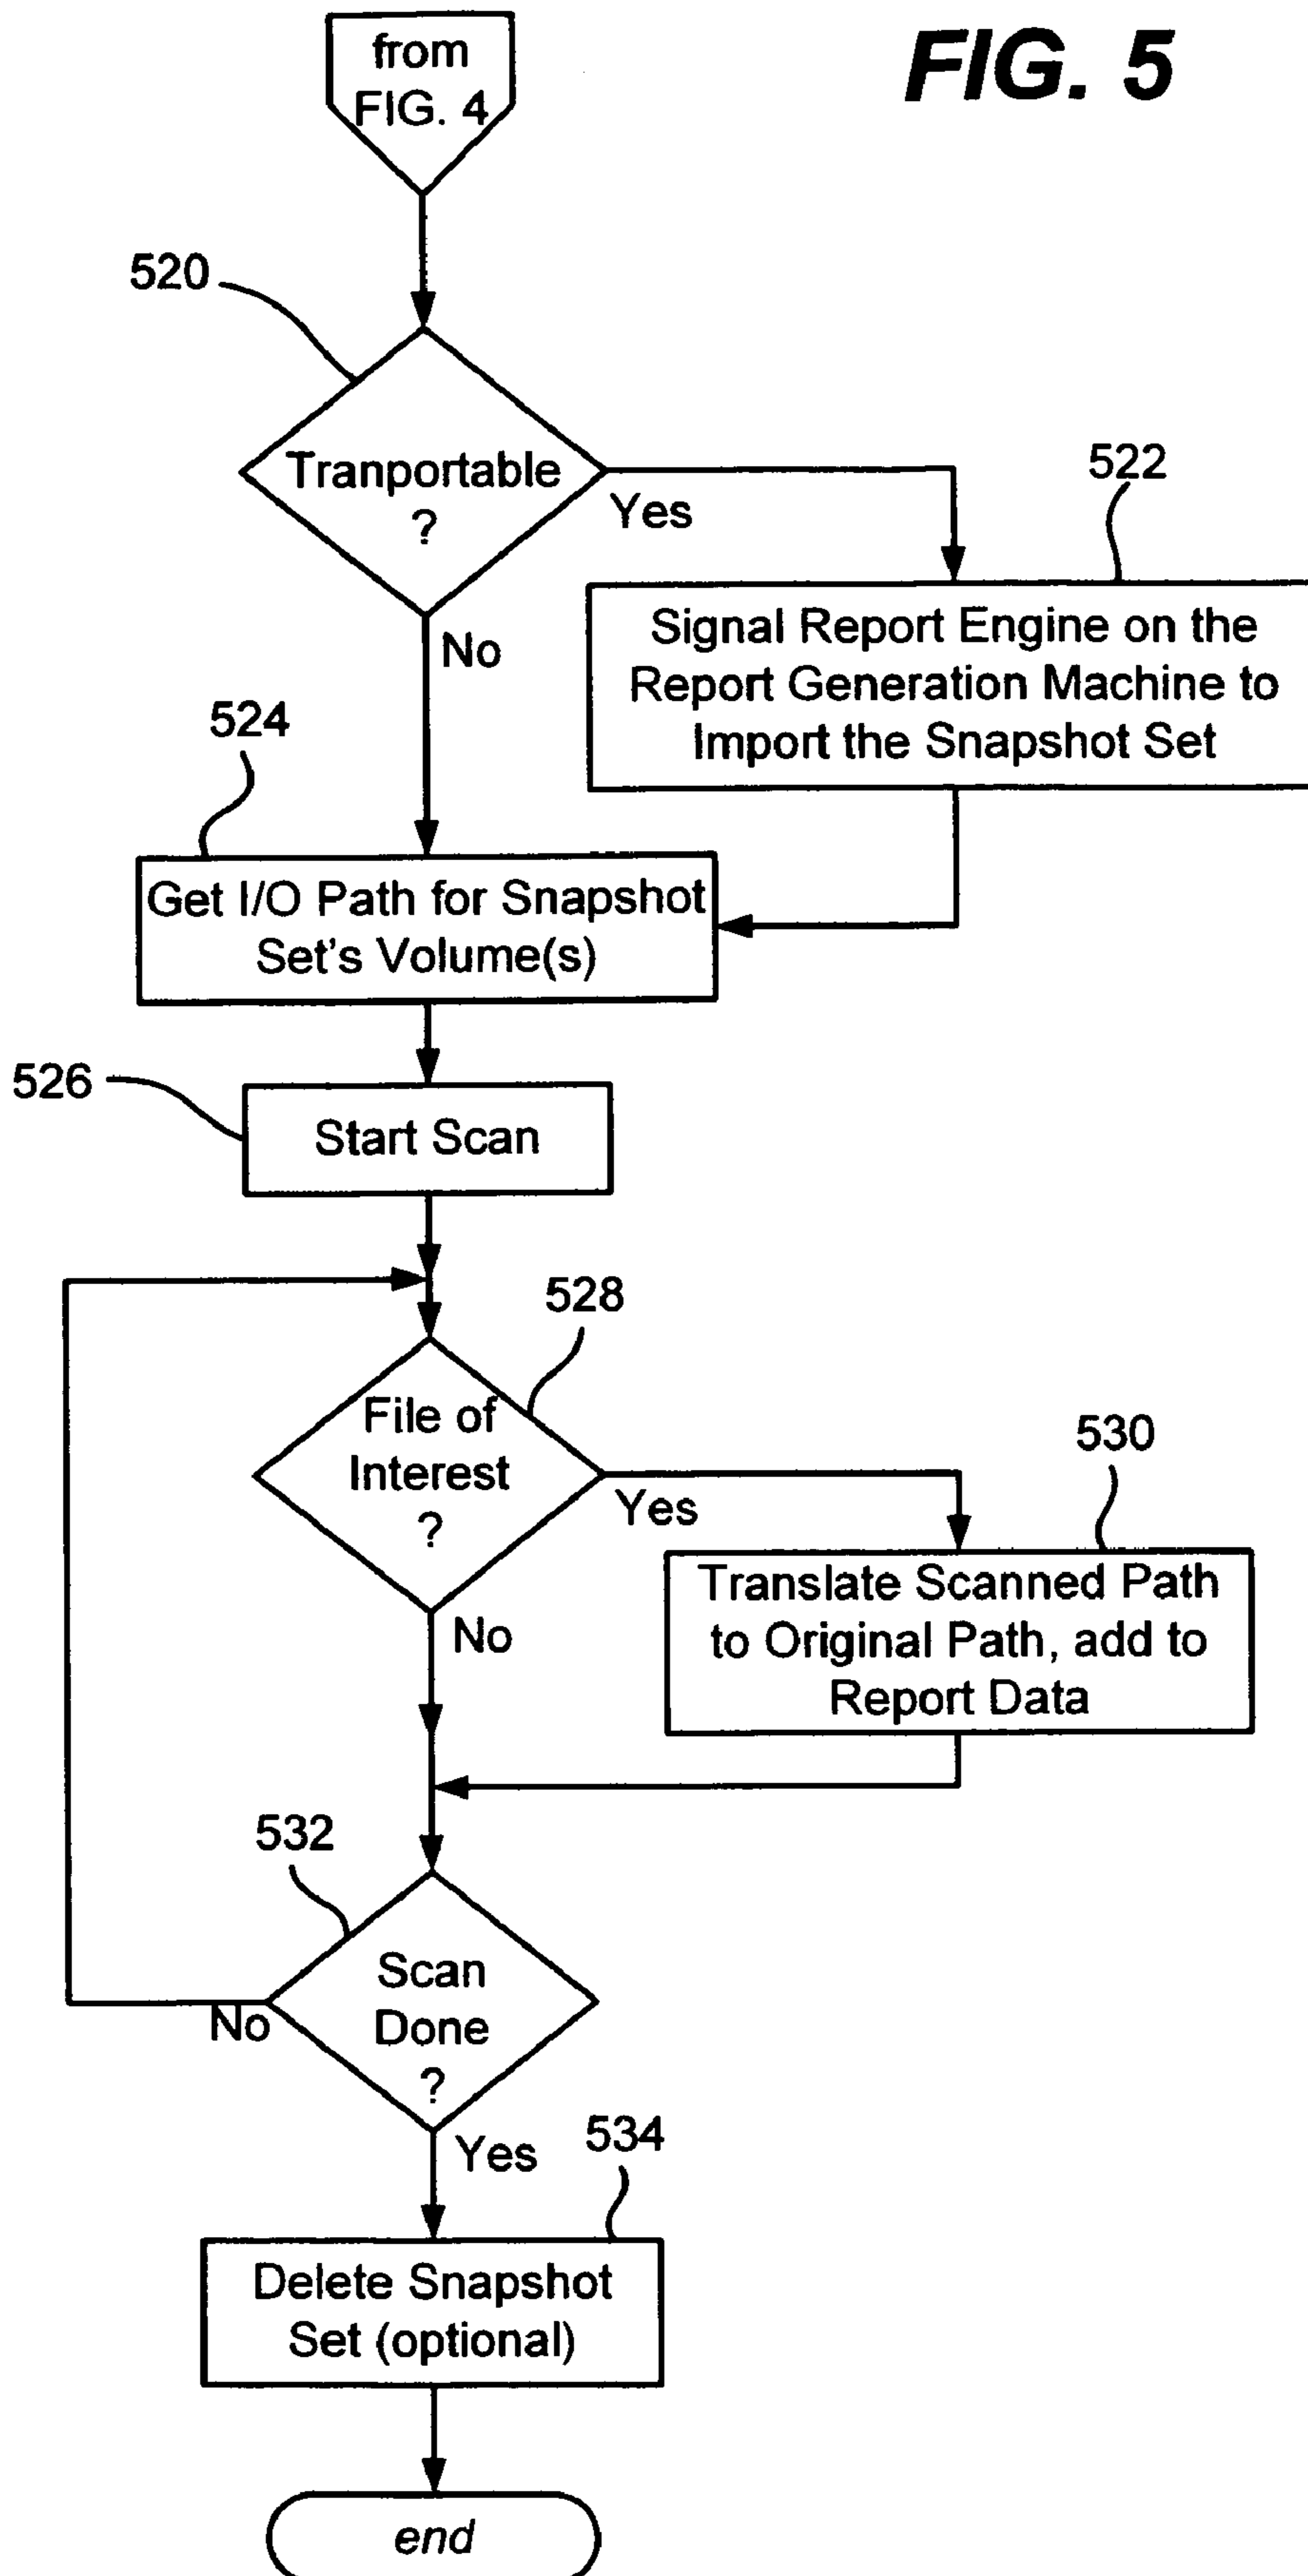 FIG. 5
from
FIG. 4
520
Tranportable
?
Yes
No
522
Signal Report Engine on the
Report Generation Machine to
Import the Snapshot Set
524
Get I/O Path for Snapshot
Set's Volume(s)
526
Start Scan
528
File of
Interest
?
Yes
No
530
Translate Scanned Path
to Original Path, add to
Report Data
532
Scan
Done
?
No
Yes
534
Delete Snapshot
Set (optional)
end